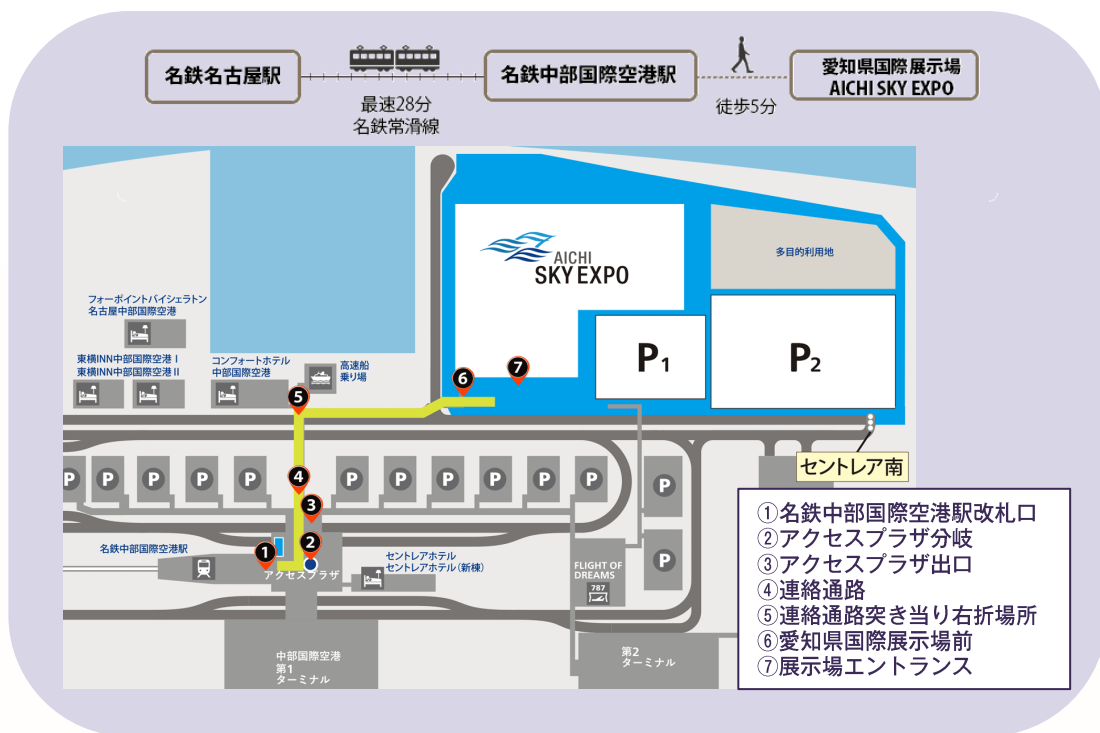 名鉄名古屋駅
最速28分
名鉄常滑線
名鉄中部国際空港駅
徒歩5分
愛知県国際展示場
AICHI SKY EXPO
AICHI
SKY EXPO
多目的利用地
フォーポイントバイシェラトン
名古屋中部国際空港
東横INN中部国際空港Ⅰ
東横INN中部国際空港Ⅱ
コンフォートホテル
中部国際空港
高速船
乗り場
P1
P2
7
6
5
セントレア南
P
P
P
P
P
P
P
P
P
P
P
P
P
4
3
2
1
名鉄中部国際空港駅
アクセスプラザ
セントレアホテル
セントレアホテル(新棟)
FLIGHT OF
DREAMS
787
中部国際空港
第1
ターミナル
第2
ターミナル
①名鉄中部国際空港駅改札口
②アクセスプラザ分岐
③アクセスプラザ出口
④連絡通路
⑤連絡通路突き当り右折場所
⑥愛知県国際展示場前
⑦展示場エントランス